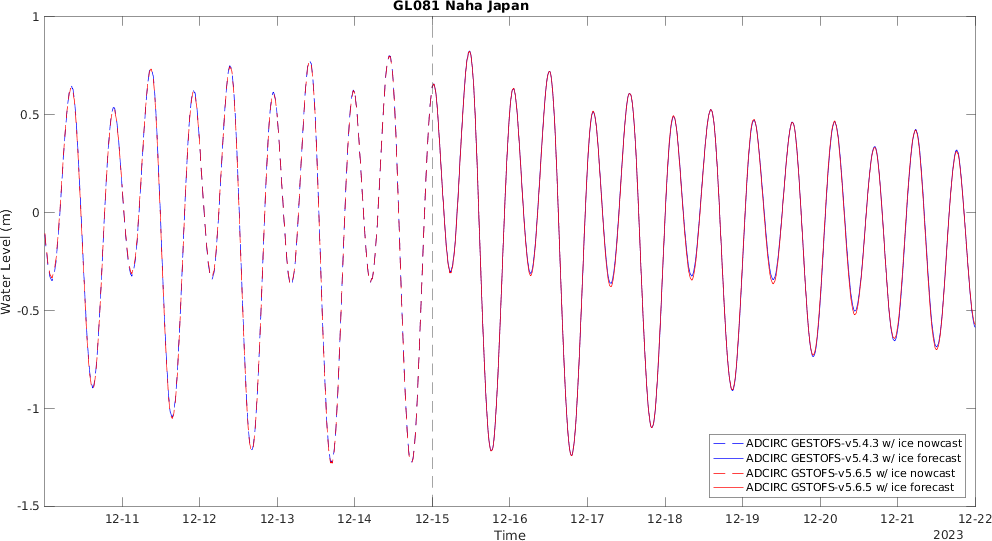 GL081 Naha Japan
1
0.5
0
-0.5
-1
-1.5
Water Level (m)
12-11
12-12
12-13
12-14
12-15
12-16
12-17
12-18
12-19
12-20
12-21
12-22
Time
2023
ADCIRC GESTOFS-v5.4.3 w/ ice nowcast
ADCIRC GESTOFS-v5.4.3 w/ ice forecast
ADCIRC GSTOFS-v5.6.5 w/ ice nowcast
ADCIRC GSTOFS-v5.6.5 w/ ice forecast